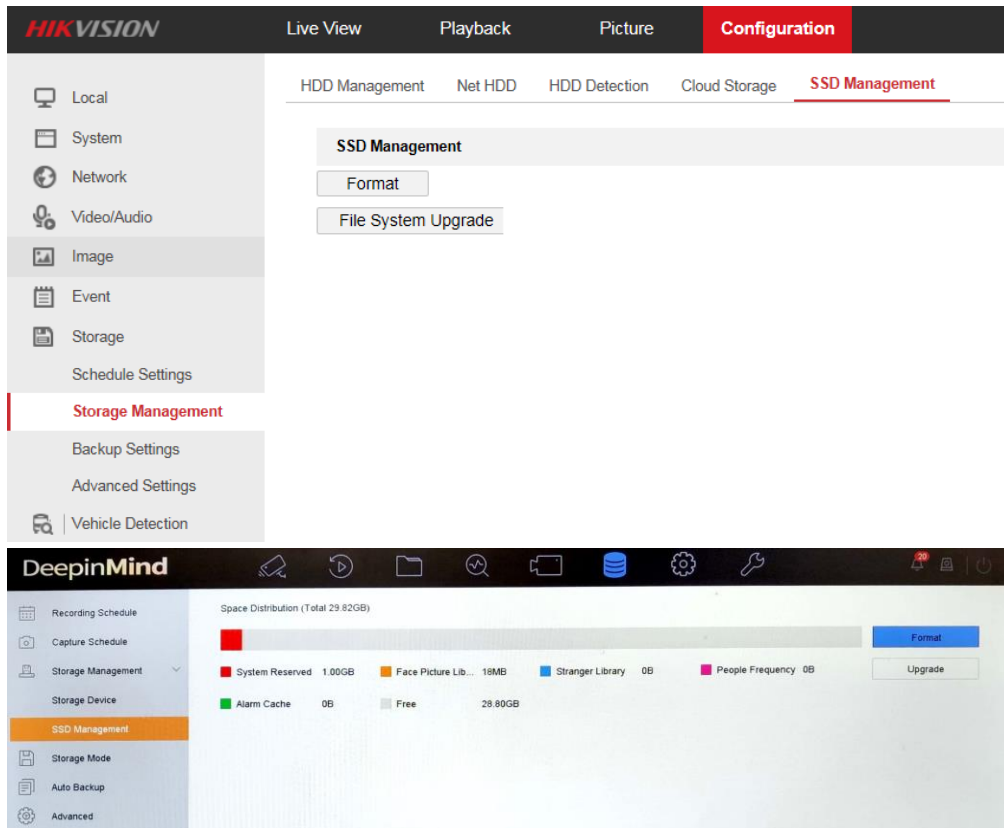 HIKVISION Live View Playback Picture Configuration
HDD Management Net HDD HDD Detection Cloud Storage SSD Management
Local
System
Network
Video/Audio
Image
Event
Storage
Schedule Settings
Storage Management
Backup Settings
Advanced Settings
Vehicle Detection
SSD Management
Format
File System Upgrade
DeepinMind 20
Recording Schedule
Capture Schedule
Storage Management
Storage Device
SSD Management
Storage Mode
Auto Backup
Advanced
Space Distribution (Total 29.82GB)
Format
System Reserved 1.00GB Face Picture Lib... 18MB Stranger Library 0B People Frequency 0B Upgrade
Alarm Cache 0B Free 28.80GB